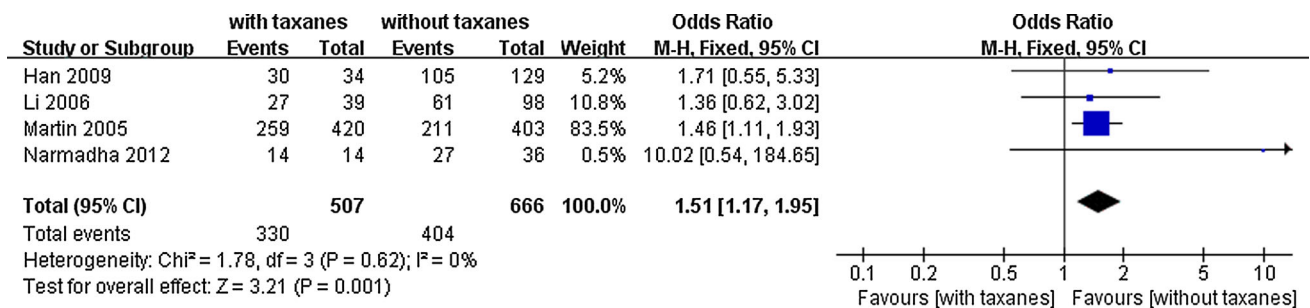 with taxanes without taxanes Odds Ratio Odds Ratio
Study or Subgroup Events Total Events Total Weight M-H, Fixed, 95% CI M-H, Fixed, 95% CI
Han 2009 30 34 105 129 5.2% 1.71 [0.55, 5.33]
Li 2006 27 39 61 98 10.8% 1.36 [0.62, 3.02]
Martin 2005 259 420 211 403 83.5% 1.46 [1.11, 1.93]
Narmadha 2012 14 14 27 36 0.5% 10.02 [0.54, 184.65]
Total (95% CI) 507 666 100.0% 1.51 [1.17, 1.95]
Total events 330 404
Heterogeneity: Chi² = 1.78, df = 3 (P = 0.62); I² = 0%
Test for overall effect: Z = 3.21 (P = 0.001)
0.1 0.2 0.5 1 2 5 10
Favours [with taxanes] Favours [without taxanes]